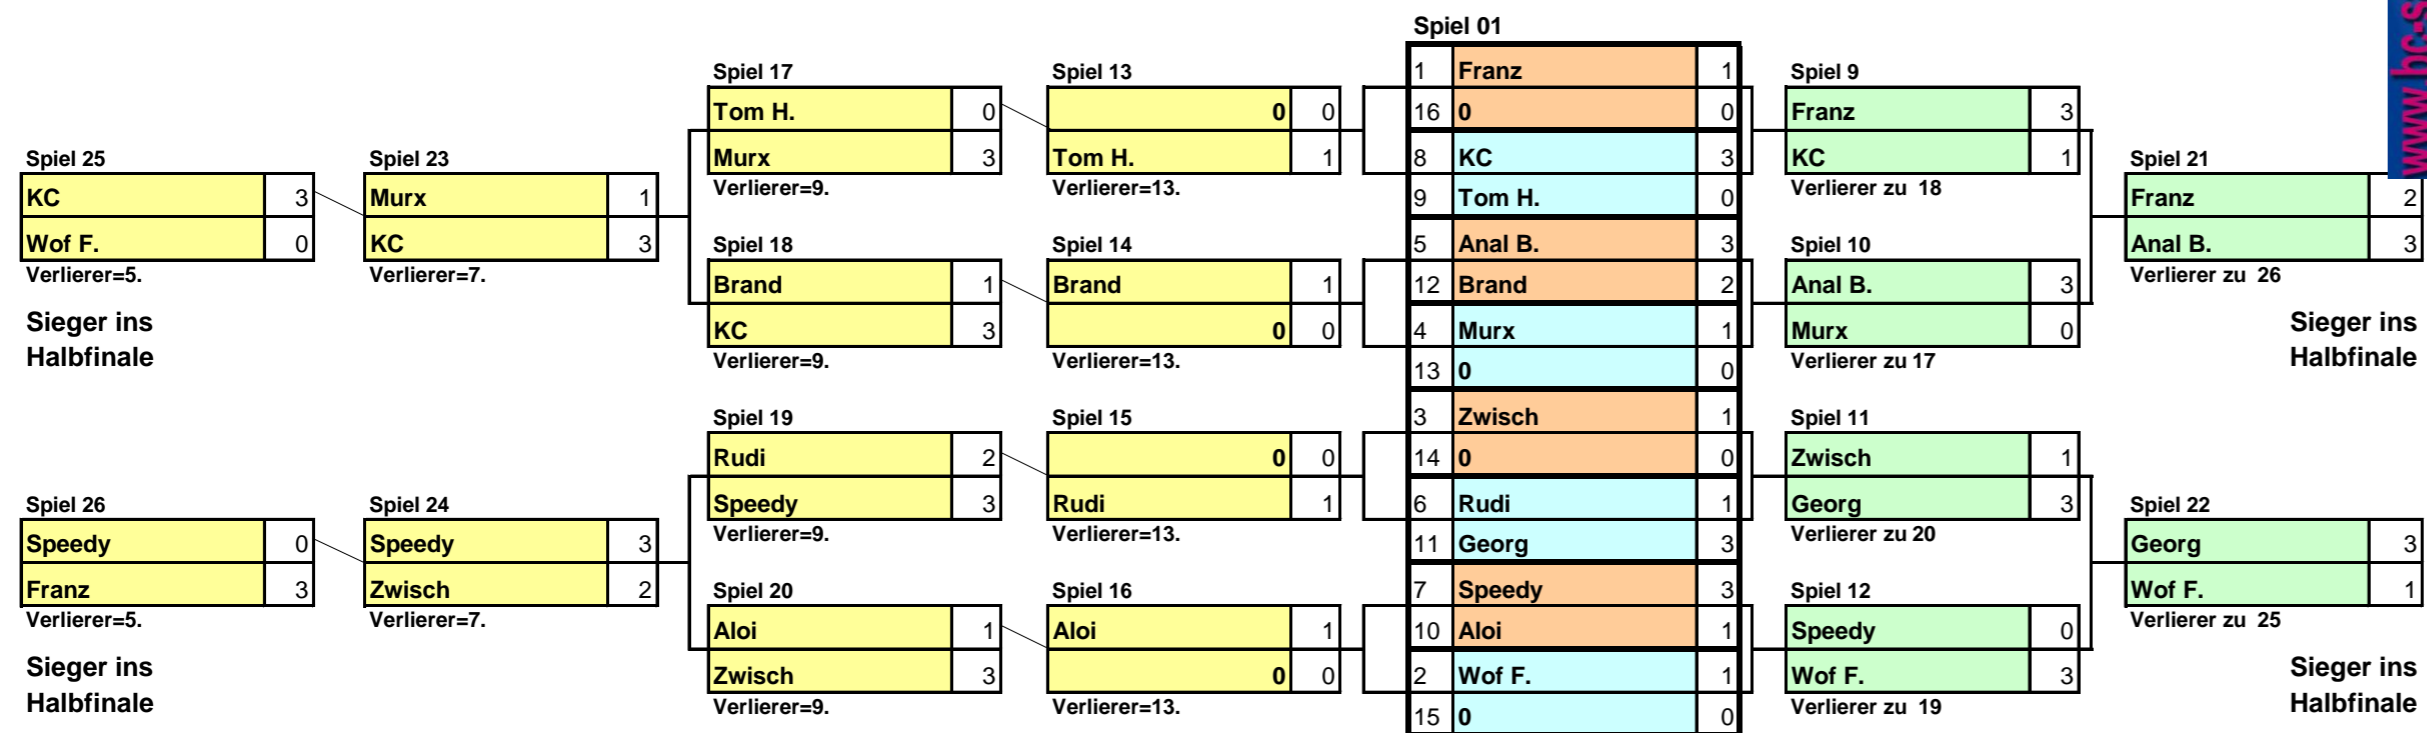 Spiel 01
1 Franz 1
16 0 0
8 KC 3
9 Tom H. 0
5 Anal B. 3
12 Brand 2
4 Murx 1
13 0 0
3 Zwisch 1
14 0 0
6 Rudi 1
11 Georg 3
7 Speedy 3
10 Aloi 1
2 Wof F. 1
15 0 0
Spiel 25
KC 3
Wof F. 0
Verlierer=5.
Sieger ins
Halbfinale
Spiel 26
Speedy 0
Franz 3
Verlierer=5.
Sieger ins
Halbfinale
Spiel 23
Murx 1
KC 3
Verlierer=7.
Spiel 24
Speedy 3
Zwisch 2
Verlierer=7.
Spiel 17
Tom H. 0
Murx 3
Verlierer=9.
Spiel 18
Brand 1
KC 3
Verlierer=9.
Spiel 19
Rudi 2
Speedy 3
Verlierer=9.
Spiel 20
Aloi 1
Zwisch 3
Verlierer=9.
Spiel 13
0 0
Tom H. 1
Verlierer=13.
Spiel 14
Brand 1
0 0
Verlierer=13.
Spiel 15
0 0
Rudi 1
Verlierer=13.
Spiel 16
Aloi 1
0 0
Verlierer=13.
Spiel 9
Franz 3
KC 1
Verlierer zu 18
Spiel 10
Anal B. 3
Murx 0
Verlierer zu 17
Spiel 11
Zwisch 1
Georg 3
Verlierer zu 20
Spiel 12
Speedy 0
Wof F. 3
Verlierer zu 19
Spiel 21
Franz 2
Anal B. 3
Verlierer zu 26
Sieger ins
Halbfinale
Spiel 22
Georg 3
Wof F. 1
Verlierer zu 25
Sieger ins
Halbfinale
www.bc-s